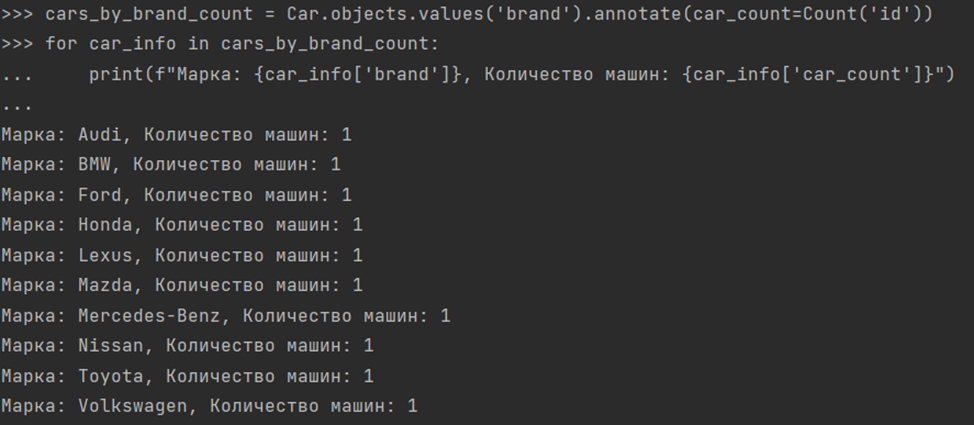 >>> cars_by_brand_count = Car.objects.values('brand').annotate(car_count=Count('id'))
>>> for car_info in cars_by_brand_count:
...     print(f"Марка: {car_info['brand']}, Количество машин: {car_info['car_count']}")
...
Марка: Audi, Количество машин: 1
Марка: BMW, Количество машин: 1
Марка: Ford, Количество машин: 1
Марка: Honda, Количество машин: 1
Марка: Lexus, Количество машин: 1
Марка: Mazda, Количество машин: 1
Марка: Mercedes-Benz, Количество машин: 1
Марка: Nissan, Количество машин: 1
Марка: Toyota, Количество машин: 1
Марка: Volkswagen, Количество машин: 1